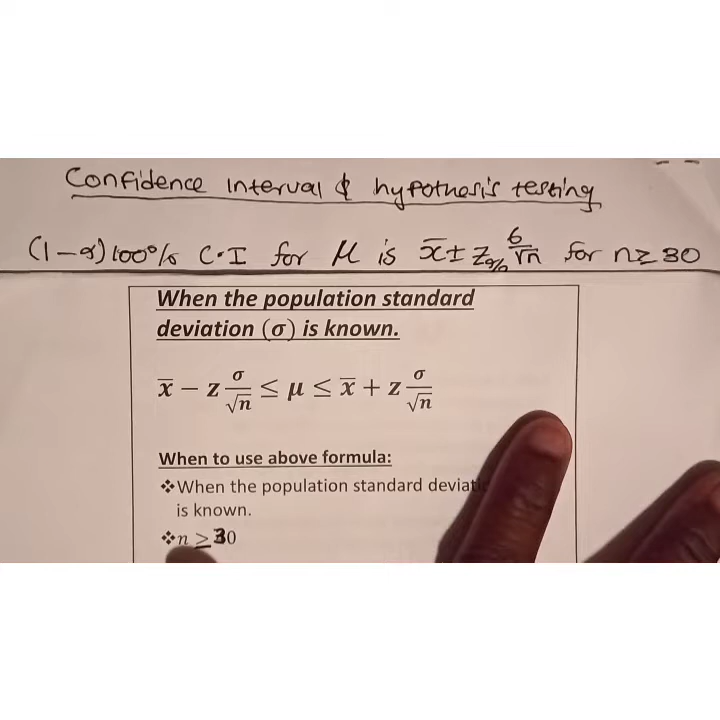 Confidence interval & hypothesis testing
(1-α)100% C.I for μ is x̄ ± Zα/2 σ/√n for n≥30
When the population standard
deviation (σ) is known.
x̄ − z σ/√n ≤ μ ≤ x̄ + z σ/√n
When to use above formula:
❖When the population standard
is known.
❖n ≥ 30